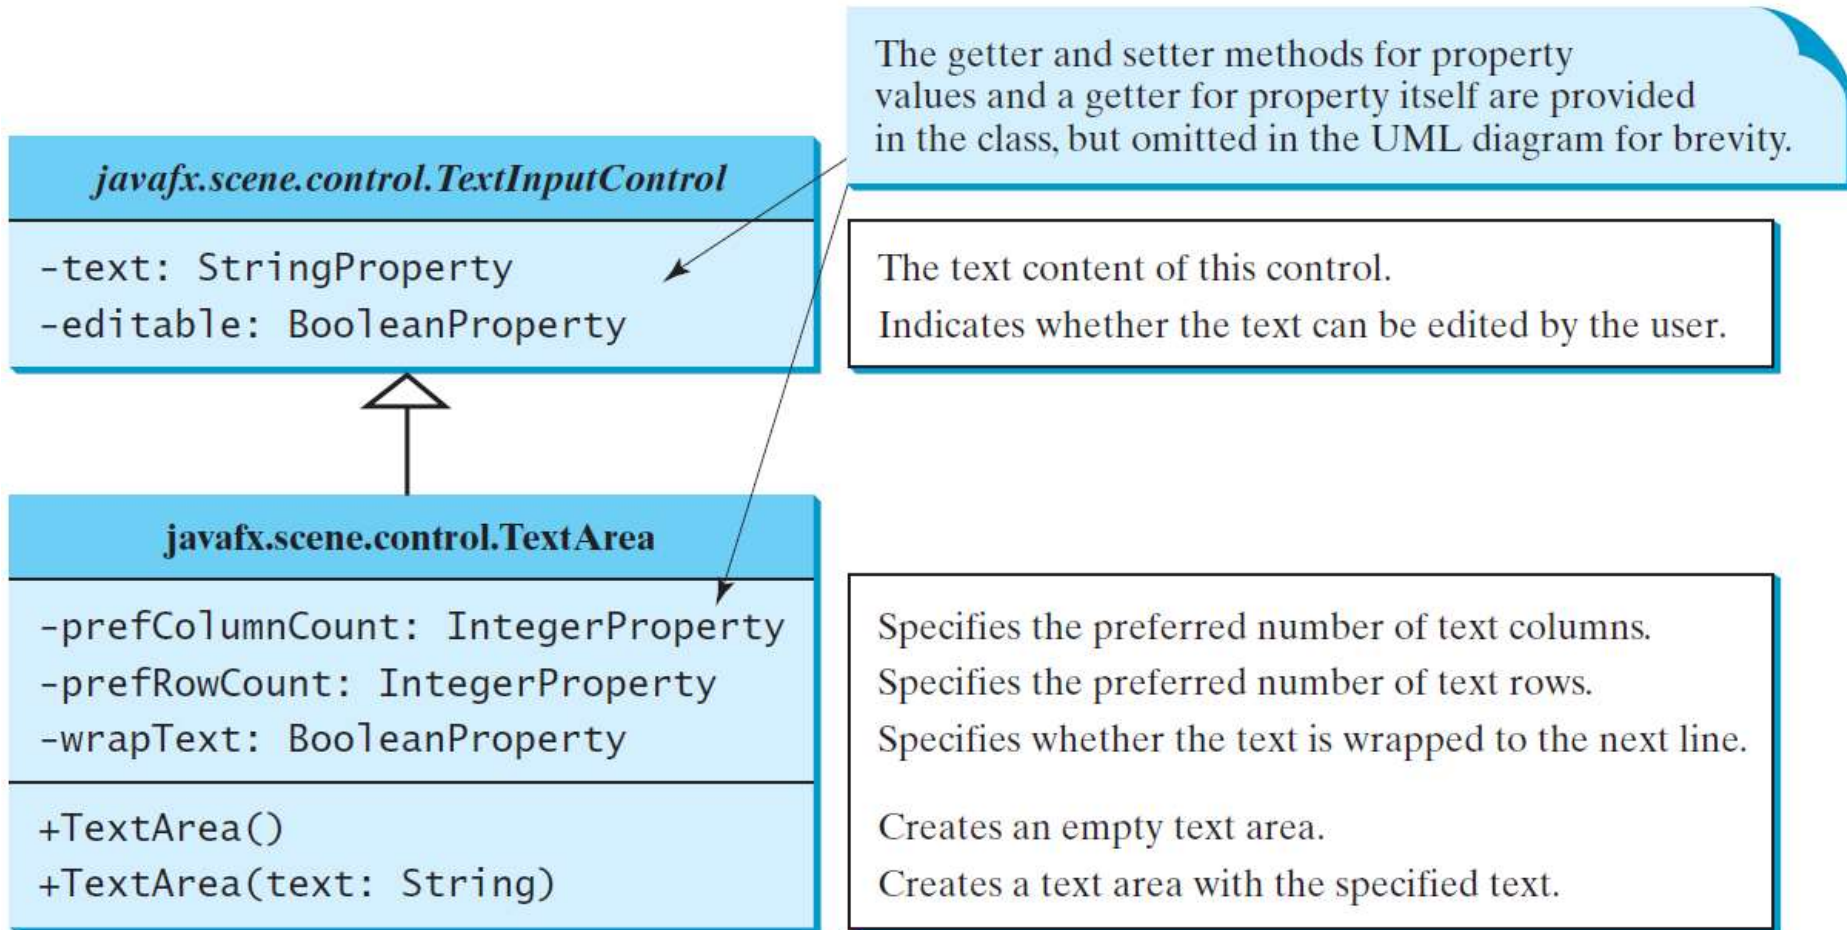 The getter and setter methods for property
values and a getter for property itself are provided
in the class, but omitted in the UML diagram for brevity.
javafx.scene.control.TextInputControl
-text: StringProperty
-editable: BooleanProperty
The text content of this control.
Indicates whether the text can be edited by the user.
javafx.scene.control.TextArea
-prefColumnCount: IntegerProperty
-prefRowCount: IntegerProperty
-wrapText: BooleanProperty
+TextArea()
+TextArea(text: String)
Specifies the preferred number of text columns.
Specifies the preferred number of text rows.
Specifies whether the text is wrapped to the next line.
Creates an empty text area.
Creates a text area with the specified text.